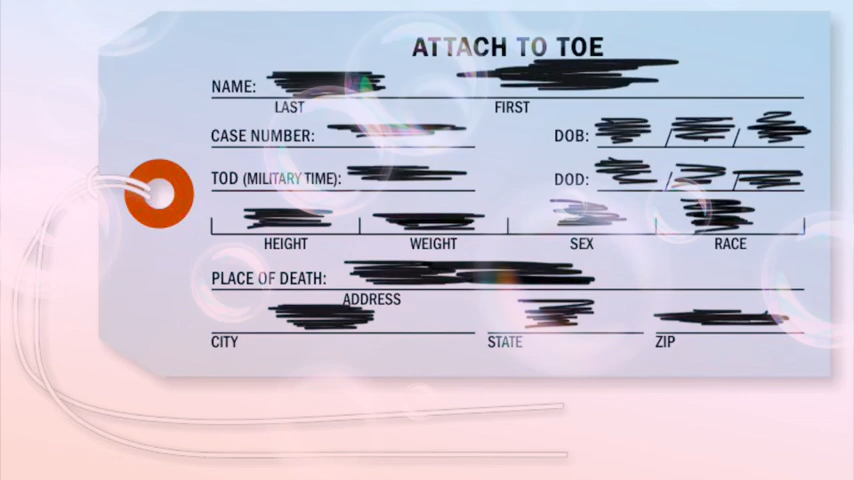 ATTACH TO TOE
NAME:
LAST FIRST
CASE NUMBER: DOB: / /
TOD (MILITARY TIME): DOD: / /
HEIGHT WEIGHT SEX RACE
PLACE OF DEATH:
ADDRESS
CITY STATE ZIP